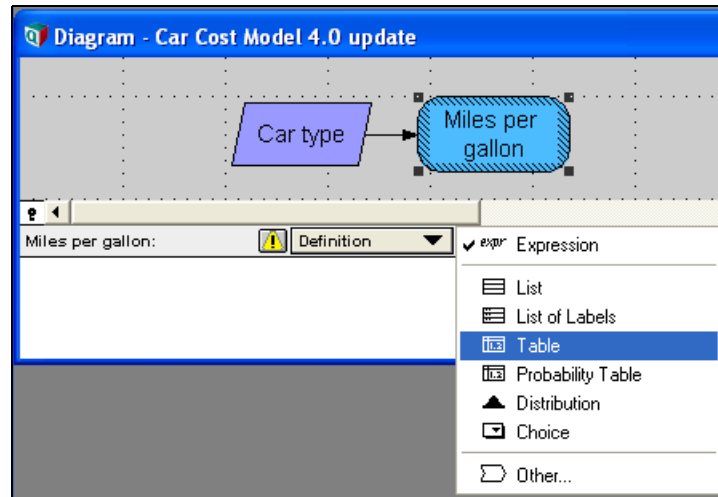 Diagram - Car Cost Model 4.0 update
Car type
Miles per
gallon
Miles per gallon:
Definition
expr Expression
List
List of Labels
Table
Probability Table
Distribution
Choice
Other...